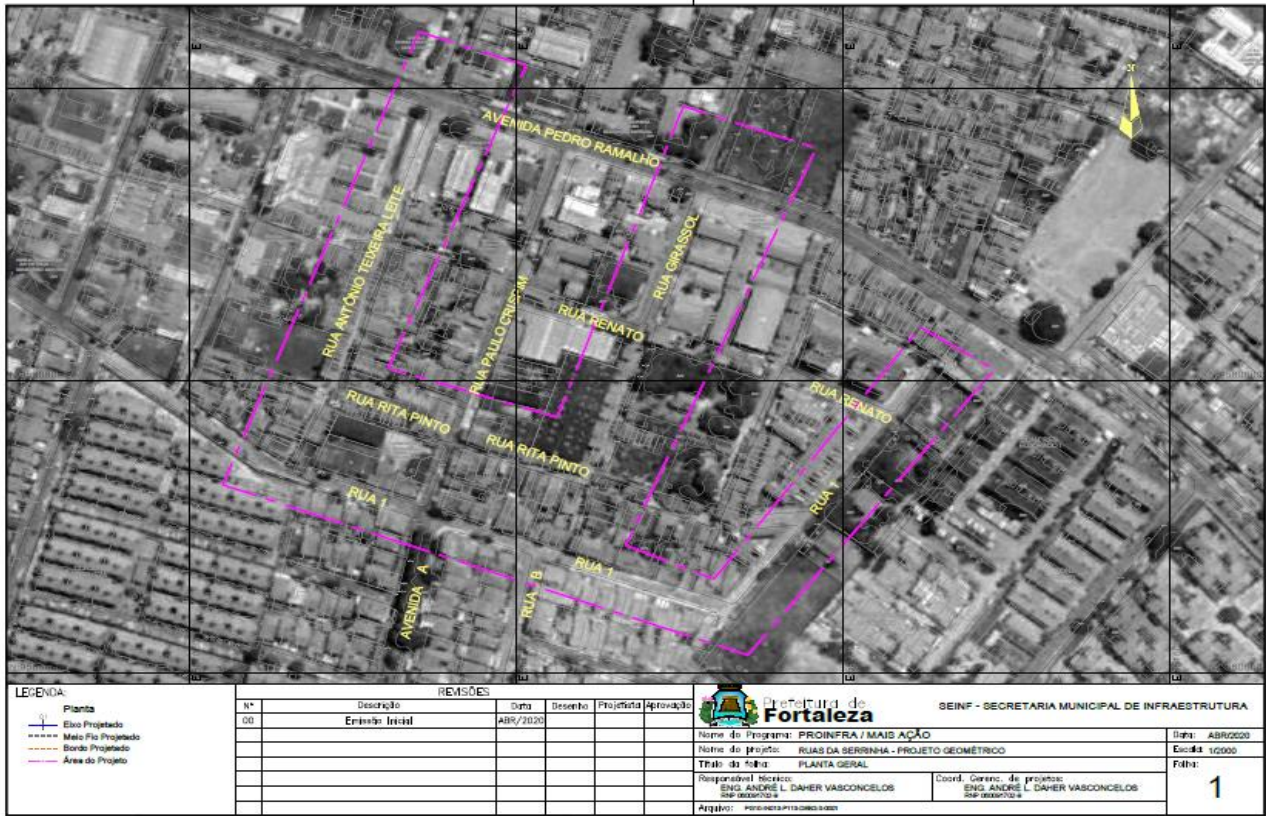 AVENIDA PEDRO RAMALHO
RUA ANTÔNIO TEIXEIRA LEITE
RUA GIRASSOL
RUA PAULO CRISPIM
RUA RENATO
RUA RENATO
RUA RITA PINTO
RUA RITA PINTO
RUA 1
RUA 1
RUA 1
AVENIDA A
RUA B
LEGENDA:
Planta
Eixo Projetado
Meio Fio Projetado
Bordo Projetado
Área do Projeto
REVISÕES
Nº Descrição Data Desenho Projetista Aprovação
00 Emissão Inicial ABR/2020
Prefeitura de
Fortaleza
SEINF - SECRETARIA MUNICIPAL DE INFRAESTRUTURA
Nome do Programa: PROINFRA / MAIS AÇÃO
Data: ABR/2020
Nome do projeto: RUAS DA SERRINHA - PROJETO GEOMÉTRICO
Escala: 1/2000
Título da folha: PLANTA GERAL
Folha:
1
Responsável técnico:
ENG. ANDRÉ L. DAHER VASCONCELOS
Coord. Gerenc. de projetos:
ENG. ANDRÉ L. DAHER VASCONCELOS
Arquivo: